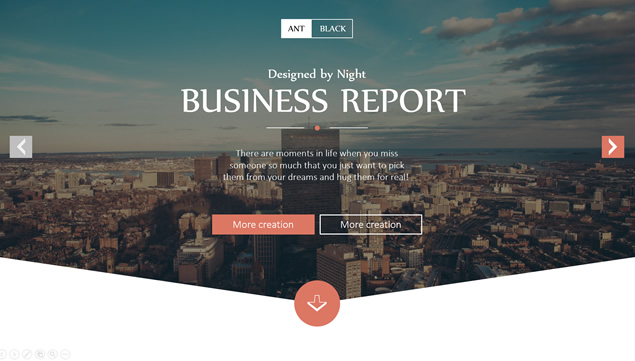 ANT BLACK
Designed by Night
BUSINESS REPORT
There are moments in life when you miss
someone so much that you just want to pick
them from your dreams and hug them for real!
More creation More creation